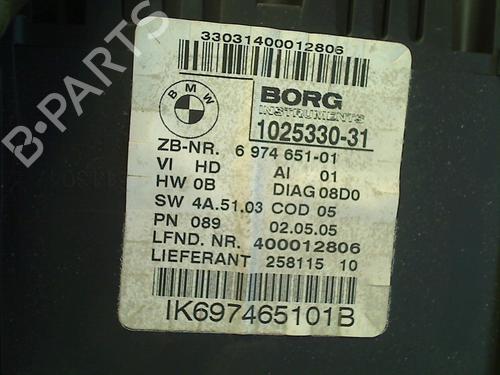 33031400012806
BMW
BORG
INSTRUMENTS
1025330-31
ZB-NR. 6 974 651-01
VI HD AI 01
HW 0B DIAG 08D0
SW 4A.51.03 COD 05
PN 089 02.05.05
LFND. NR. 400012806
LIEFERANT 258115 10
IK697465101B